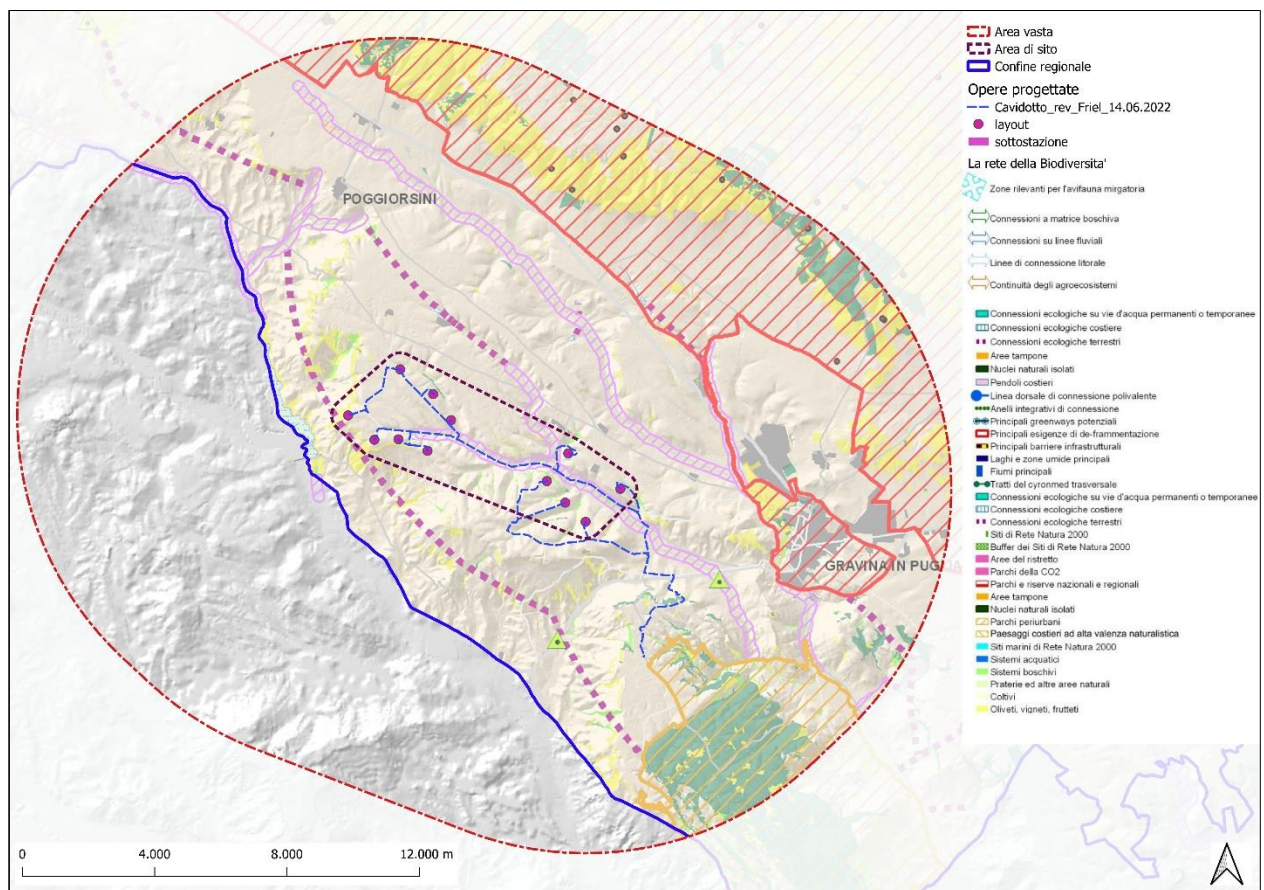 Area vasta
Area di sito
Confine regionale
Opere progettate
Cavidotto_rev_Friel_14.06.2022
layout
sottostazione
La rete della Biodiversita'
Zone rilevanti per l'avifauna mirgatoria
Connessioni a matrice boschiva
Connessioni su linee fluviali
Linee di connessione litorale
Continuità degli agroecosistemi
Connessioni ecologiche su vie d'acqua permanenti o temporanee
Connessioni ecologiche costiere
Connessioni ecologiche terrestri
Aree tampone
Nuclei naturali isolati
Pendoli costieri
Linea dorsale di connessione polivalente
Anelli integrativi di connessione
Principali greenways potenziali
Principali esigenze di de-frammentazione
Principali barriere infrastrutturali
Laghi e zone umide principali
Fiumi principali
Tratti del cyronmed trasversale
Connessioni ecologiche su vie d'acqua permanenti o temporanee
Connessioni ecologiche costiere
Connessioni ecologiche terrestri
Siti di Rete Natura 2000
Buffer dei Siti di Rete Natura 2000
Aree del ristretto
Parchi della CO2
Parchi e riserve nazionali e regionali
Aree tampone
Nuclei naturali isolati
Parchi periurbani
Paesaggi costieri ad alta valenza naturalistica
Siti marini di Rete Natura 2000
Sistemi acquatici
Sistemi boschivi
Praterie ed altre aree naturali
Coltivi
Oliveti, vigneti, frutteti
POGGIORSINI
GRAVINA IN PUGLIA
0 4.000 8.000 12.000 m